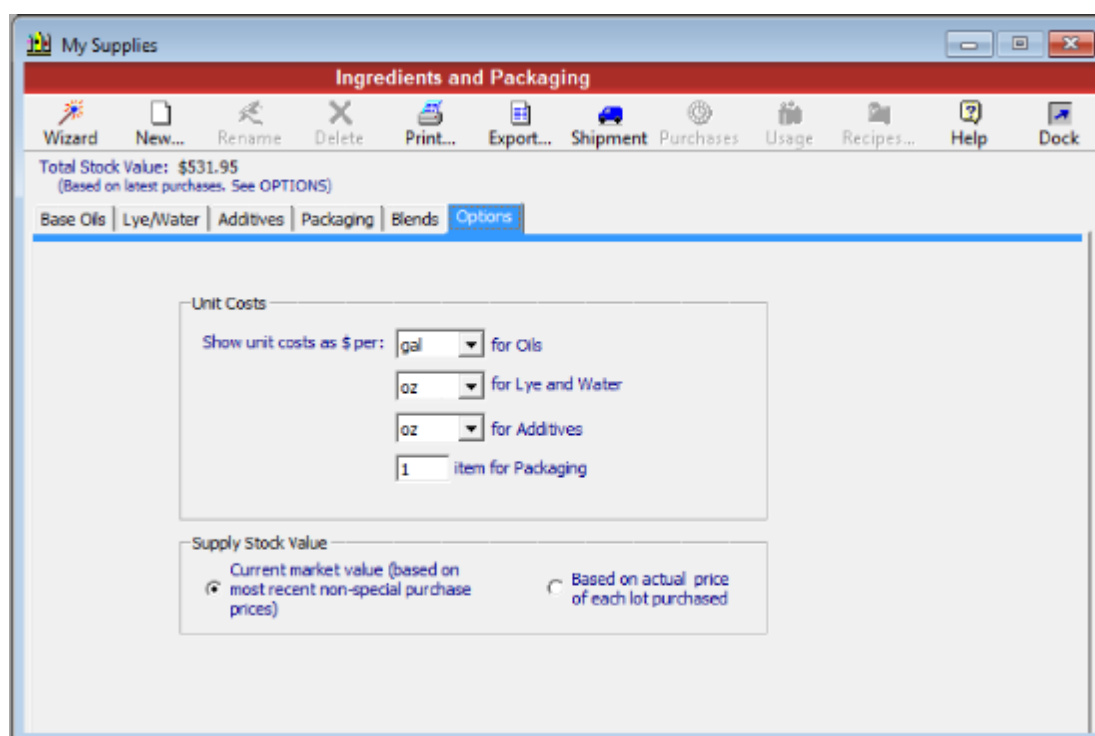 My Supplies
Ingredients and Packaging
Wizard New... Rename Delete Print... Export... Shipment Purchases Usage Recipes... Help Dock
Total Stock Value: $531.95
(Based on latest purchases. See OPTIONS)
Base Oils Lye/Water Additives Packaging Blends Options
Unit Costs
Show unit costs as $ per: gal for Oils
oz for Lye and Water
oz for Additives
1 item for Packaging
Supply Stock Value
Current market value (based on
most recent non-special purchase
prices)
Based on actual price
of each lot purchased